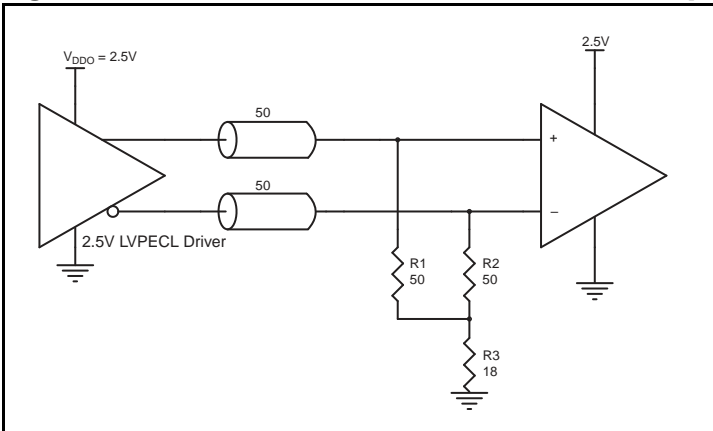 V_DDO = 2.5V
2.5V
50
+
50
–
2.5V LVPECL Driver
R1
50
R2
50
R3
18